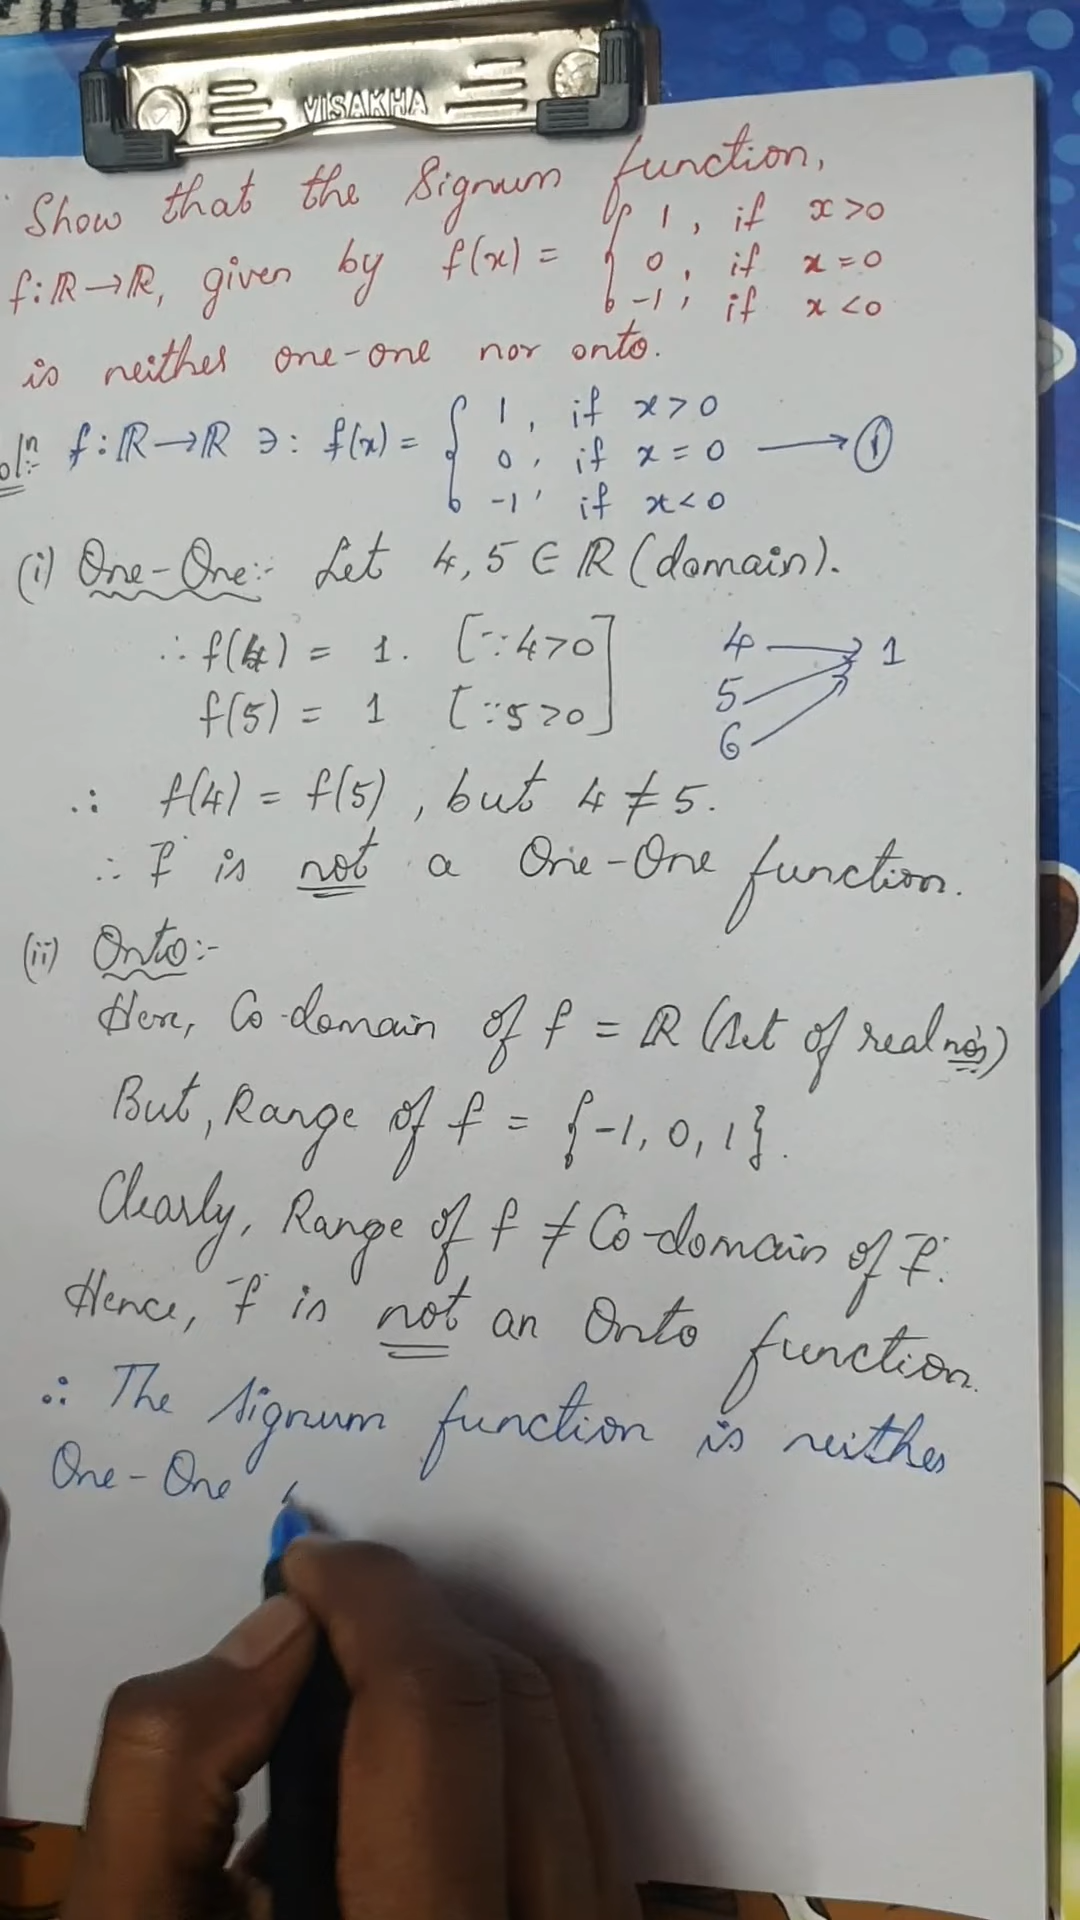 VISAKHA
Show that the Signum function,
f:ℝ→ℝ, given by f(x) = { 1, if x>0
0, if x=0
-1, if x<0
is neither one-one nor onto.
Soln:- f:ℝ→ℝ ∋: f(x) = { 1, if x>0
0, if x=0 ⟶ ①
-1, if x<0
(i) One-One:- Let 4,5 ∈ ℝ (domain).
∴ f(4) = 1. [∵ 4>0]
f(5) = 1 [∵ 5>0]
4 → 1
5
6
∴ f(4) = f(5), but 4 ≠ 5.
∴ f is not a One-One function.
(ii) Onto:-
Here, Co-domain of f = ℝ (Set of real nos)
But, Range of f = {-1, 0, 1}.
Clearly, Range of f ≠ Co-domain of f.
Hence, f is not an Onto function.
∴ The Signum function is neither
One-One